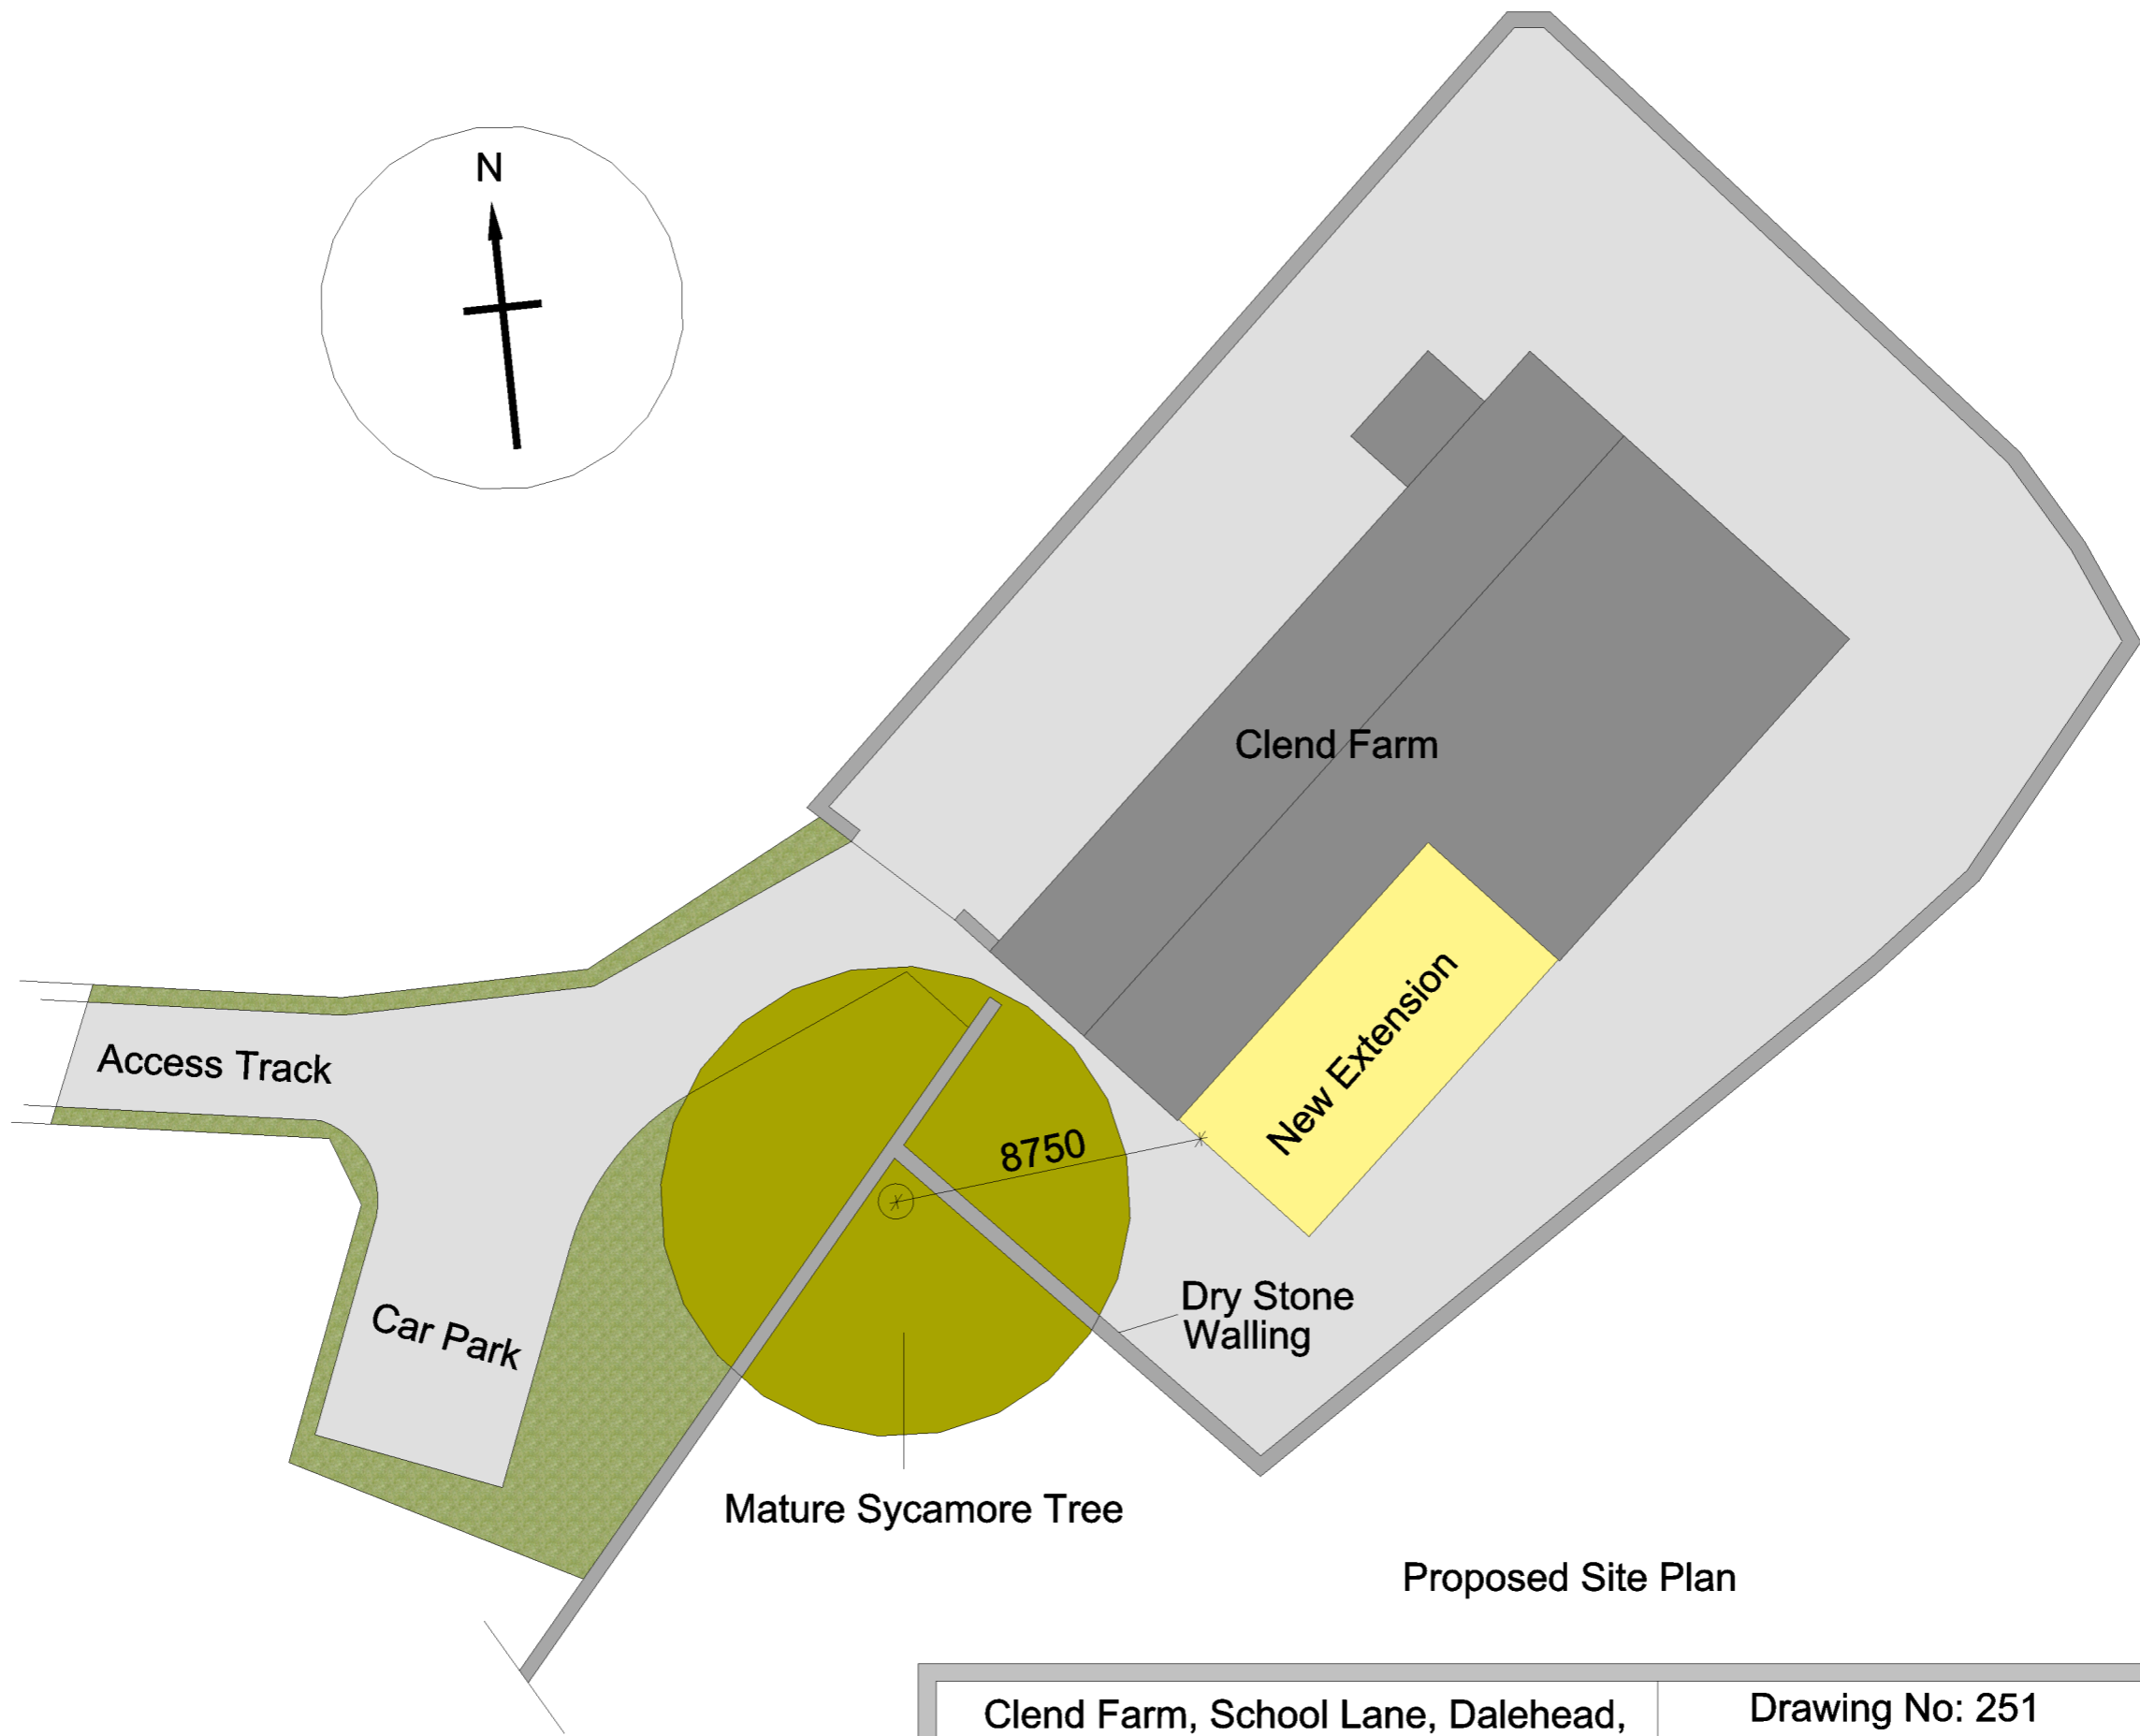 N
Clend Farm
New Extension
Access Track
8750
Car Park
Dry Stone
Walling
Mature Sycamore Tree
Proposed Site Plan
Clend Farm, School Lane, Dalehead,
Drawing No: 251